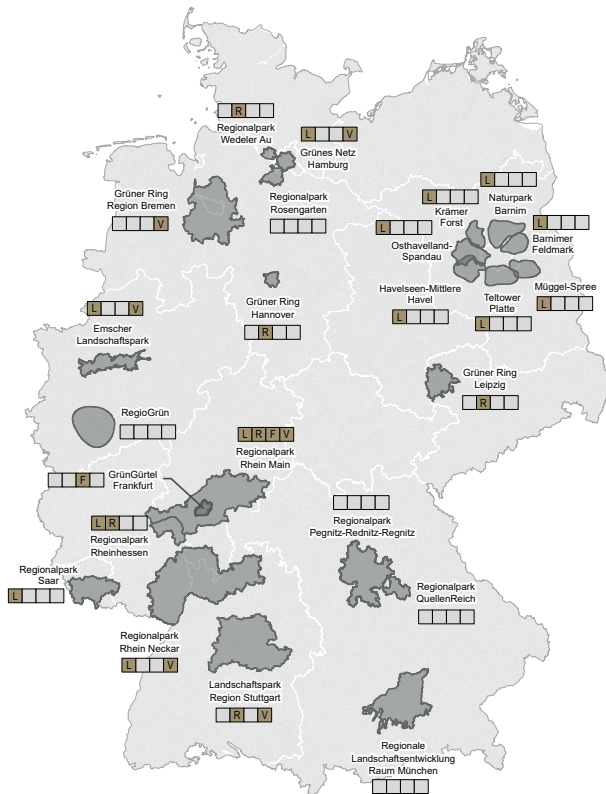 R
Regionalpark
Wedeler Au
L V
Grünes Netz
Hamburg
Grüner Ring
Region Bremen
V
Regionalpark
Rosengarten
L
Naturpark
Barnim
L
Krämer
Forst
L
Barnimer
Feldmark
L
Osthavelland-
Spandau
Havelseen-Mittlere
Havel
L
Teltower
Platte
L
Müggel-Spree
L
Grüner Ring
Hannover
R
L V
Emscher
Landschaftspark
Grüner Ring
Leipzig
R
RegioGrün
L R F V
Regionalpark
Rhein Main
GrünGürtel
Frankfurt
F
L R
Regionalpark
Rheinhessen
Regionalpark
Pegnitz-Rednitz-Regnitz
Regionalpark
Saar
L
Regionalpark
QuellenReich
Regionalpark
Rhein Neckar
L V
Landschaftspark
Region Stuttgart
R V
Regionale
Landschaftsentwicklung
Raum München